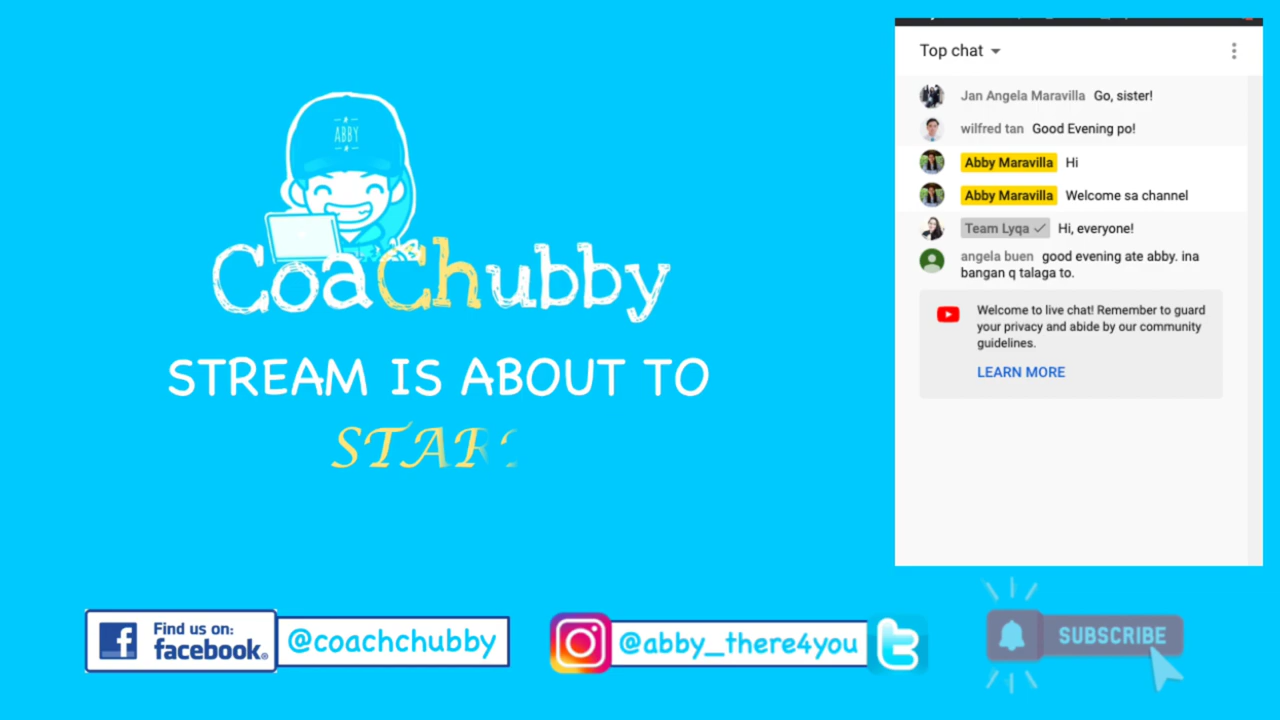 ABBY
CoaChubby
STREAM IS ABOUT TO
Top chat
Jan Angela Maravilla Go, sister!
wilfred tan Good Evening po!
Abby Maravilla Hi
Abby Maravilla Welcome sa channel
Team Lyqa Hi, everyone!
angela buen good evening ate abby. ina
bangan q talaga to.
Welcome to live chat! Remember to guard
your privacy and abide by our community
guidelines.
LEARN MORE
Find us on:
facebook®
@coachchubby
@abby_there4you
SUBSCRIBE